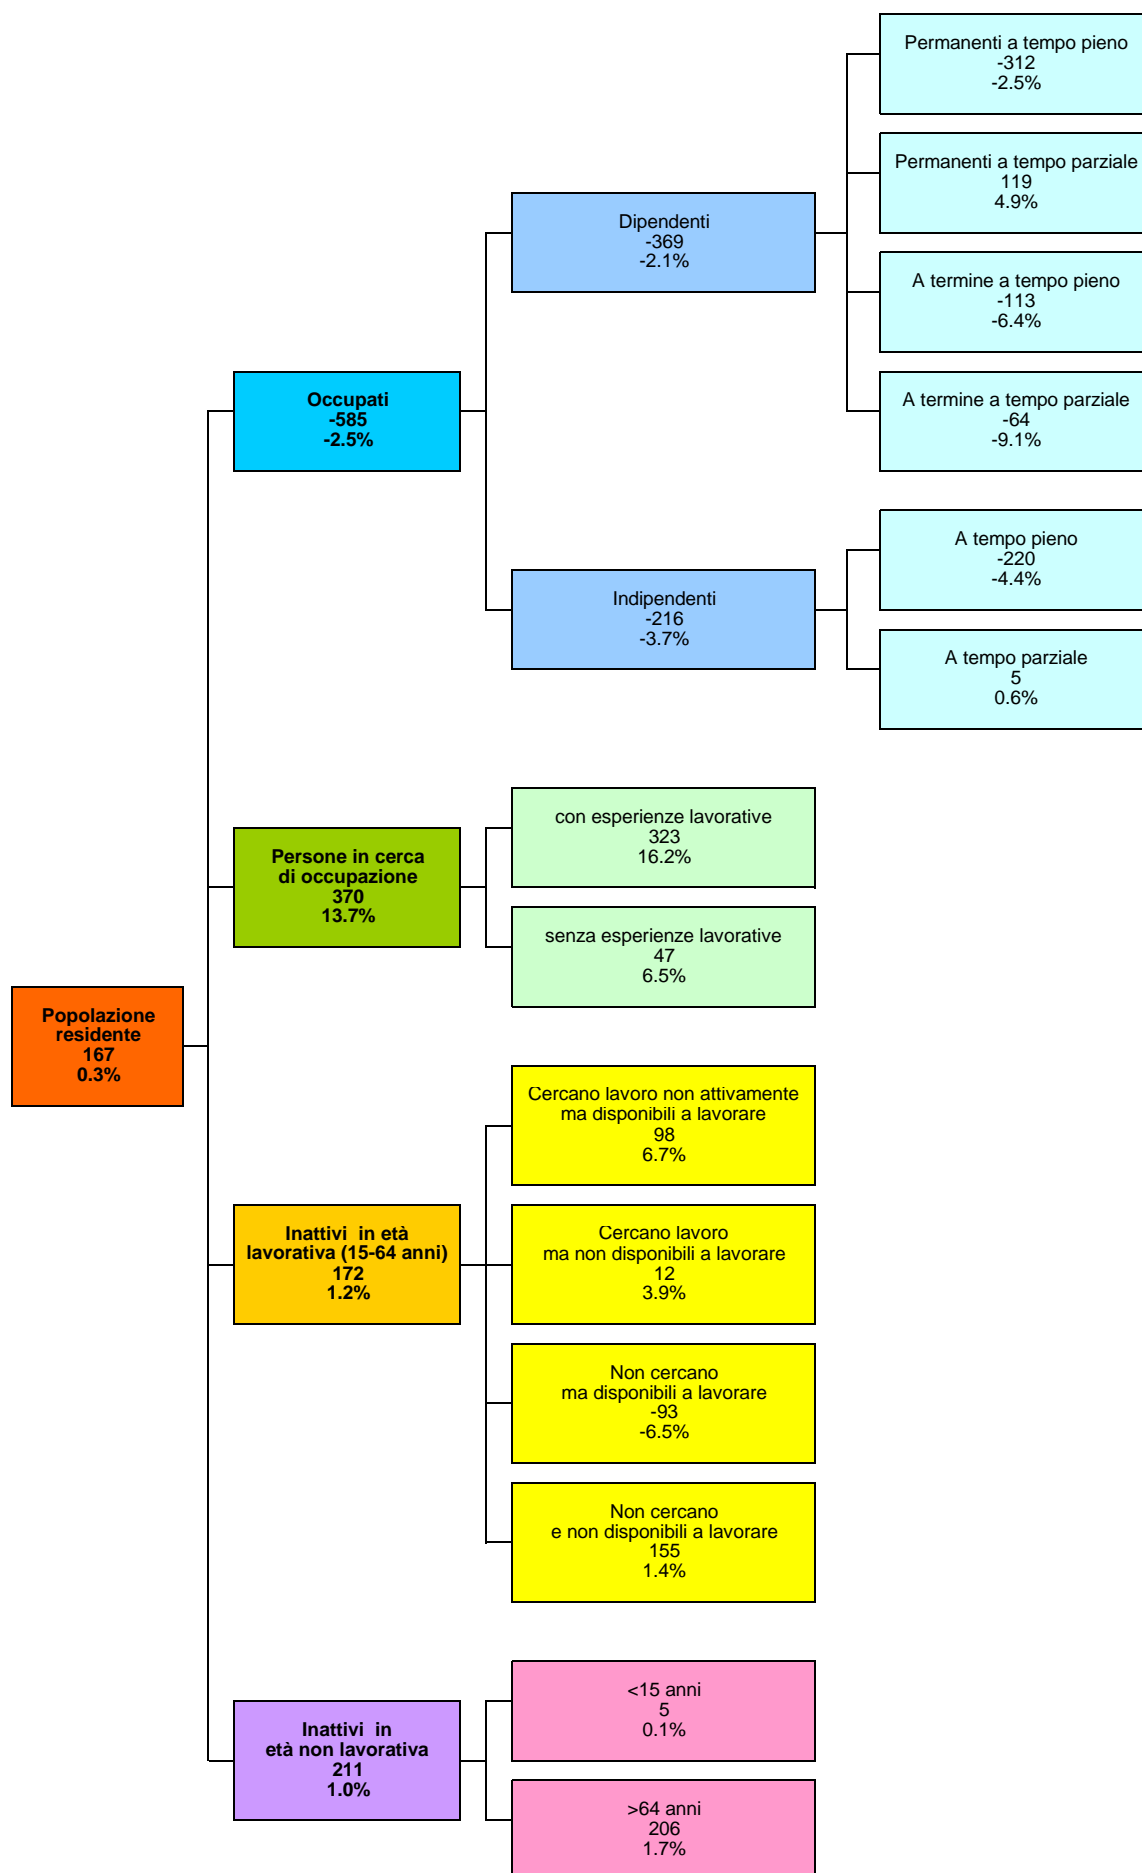 Permanenti a tempo pieno
-312
-2.5%
Permanenti a tempo parziale
119
4.9%
Dipendenti
-369
-2.1%
A termine a tempo pieno
-113
-6.4%
Occupati
-585
-2.5%
A termine a tempo parziale
-64
-9.1%
A tempo pieno
-220
-4.4%
Indipendenti
-216
-3.7%
A tempo parziale
5
0.6%
con esperienze lavorative
323
16.2%
Persone in cerca
di occupazione
370
13.7%
senza esperienze lavorative
47
6.5%
Popolazione
residente
167
0.3%
Cercano lavoro non attivamente
ma disponibili a lavorare
98
6.7%
Inattivi in età
lavorativa (15-64 anni)
172
1.2%
Cercano lavoro
ma non disponibili a lavorare
12
3.9%
Non cercano
ma disponibili a lavorare
-93
-6.5%
Non cercano
e non disponibili a lavorare
155
1.4%
<15 anni
5
0.1%
Inattivi in
età non lavorativa
211
1.0%
>64 anni
206
1.7%